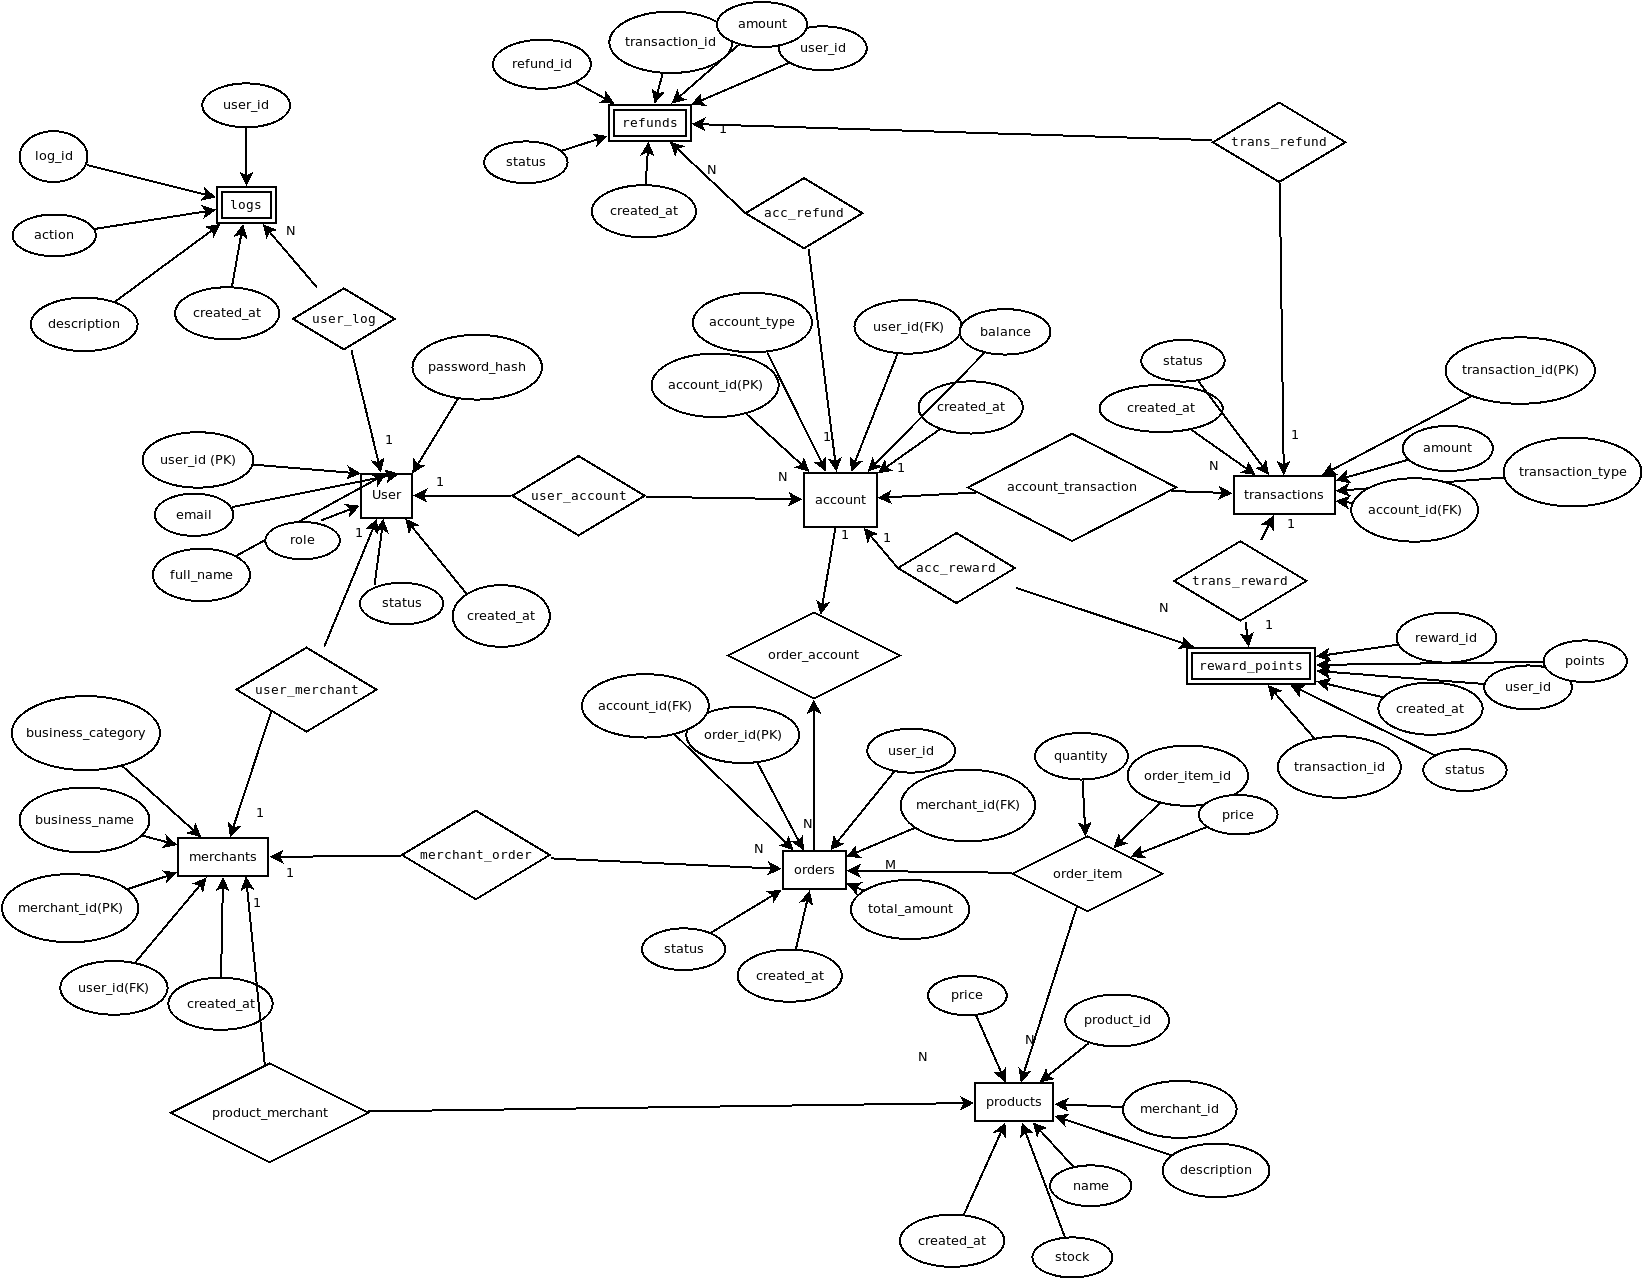 amount
transaction_id
user_id
refund_id
user_id
refunds
1
trans_refund
log_id
status
N
logs
created_at
acc_refund
action
N
created_at
description
user_log
account_type
user_id(FK)
balance
status
transaction_id(PK)
password_hash
account_id(PK)
created_at
created_at
1
1
1
amount
user_id (PK)
N
1
N
transaction_type
User
1
user_account
account
account_transaction
transactions
email
account_id(FK)
role
1
1
1
1
full_name
acc_reward
trans_reward
status
created_at
N
1
reward_id
order_account
reward_points
points
user_merchant
user_id
account_id(FK)
created_at
business_category
order_id(PK)
user_id
quantity
transaction_id
status
order_item_id
merchant_id(FK)
price
1
business_name
N
N
merchants
merchant_order
M
orders
order_item
1
1
merchant_id(PK)
total_amount
status
created_at
user_id(FK)
price
created_at
product_id
N
N
product_merchant
products
merchant_id
description
name
created_at
stock